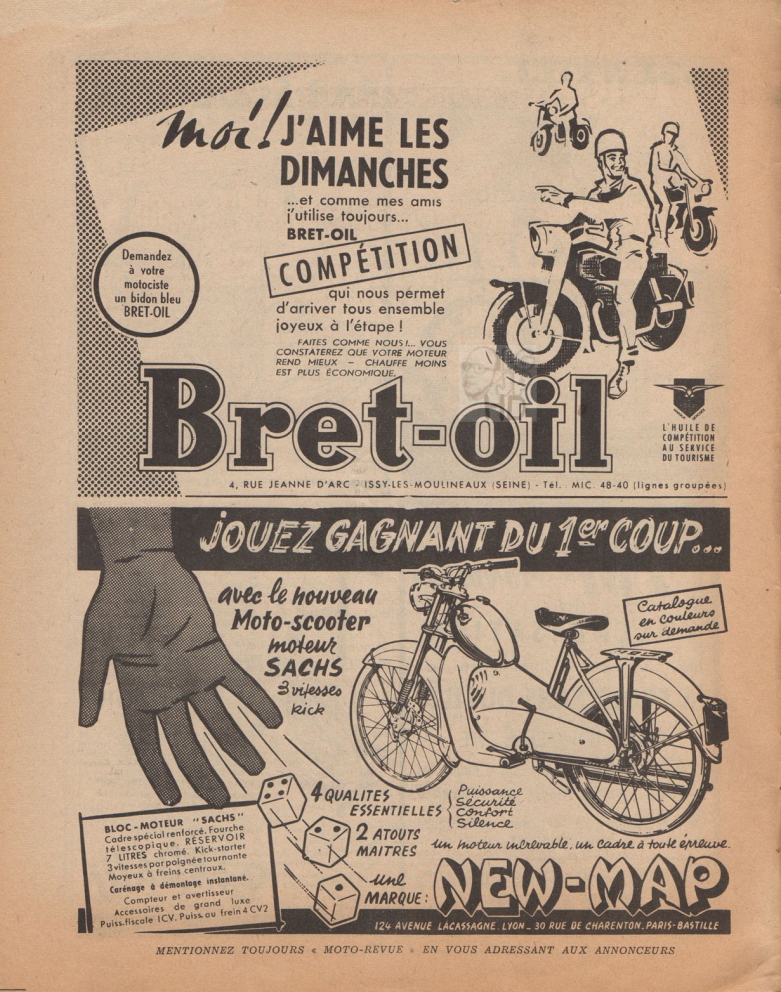 moi! J'AIME LES
DIMANCHES
...et comme mes amis
j'utilise toujours...
BRET-OIL
COMPÉTITION
qui nous permet
d'arriver tous ensemble
joyeux à l'étape !
FAITES COMME NOUS!... VOUS
CONSTATEREZ QUE VOTRE MOTEUR
REND MIEUX – CHAUFFE MOINS
EST PLUS ÉCONOMIQUE.
Demandez
à votre
motociste
un bidon bleu
BRET-OIL
Bret-oil
L'HUILE DE
COMPÉTITION
AU SERVICE
DU TOURISME
4, RUE JEANNE D'ARC - ISSY-LES-MOULINEAUX (SEINE) - Tél. MIC. 48-40 (lignes groupées)
JOUEZ GAGNANT DU 1er COUP...
avec le nouveau
Moto-scooter
moteur
SACHS
3 vitesses
kick
Catalogue
en couleurs
sur demande
4 QUALITES
ESSENTIELLES
Puissance
Sécurité
Confort
Silence
2 ATOUTS
MAITRES
un moteur increvable, un cadre à toute épreuve.
une
MARQUE:
NEW-MAP
BLOC-MOTEUR "SACHS"
Cadre spécial renforcé. Fourche
télescopique. RÉSERVOIR
7 LITRES chromé. Kick-starter
3 vitesses par poignée tournante
Moyeux à freins centraux.
Carénage à démontage instantané.
Compteur et avertisseur
Accessoires de grand luxe
Puiss. fiscale 1CV. Puiss. au frein 4 CV2
124 AVENUE LACASSAGNE. LYON _ 30 RUE DE CHARENTON. PARIS-BASTILLE
MENTIONNEZ TOUJOURS « MOTO-REVUE » EN VOUS ADRESSANT AUX ANNONCEURS